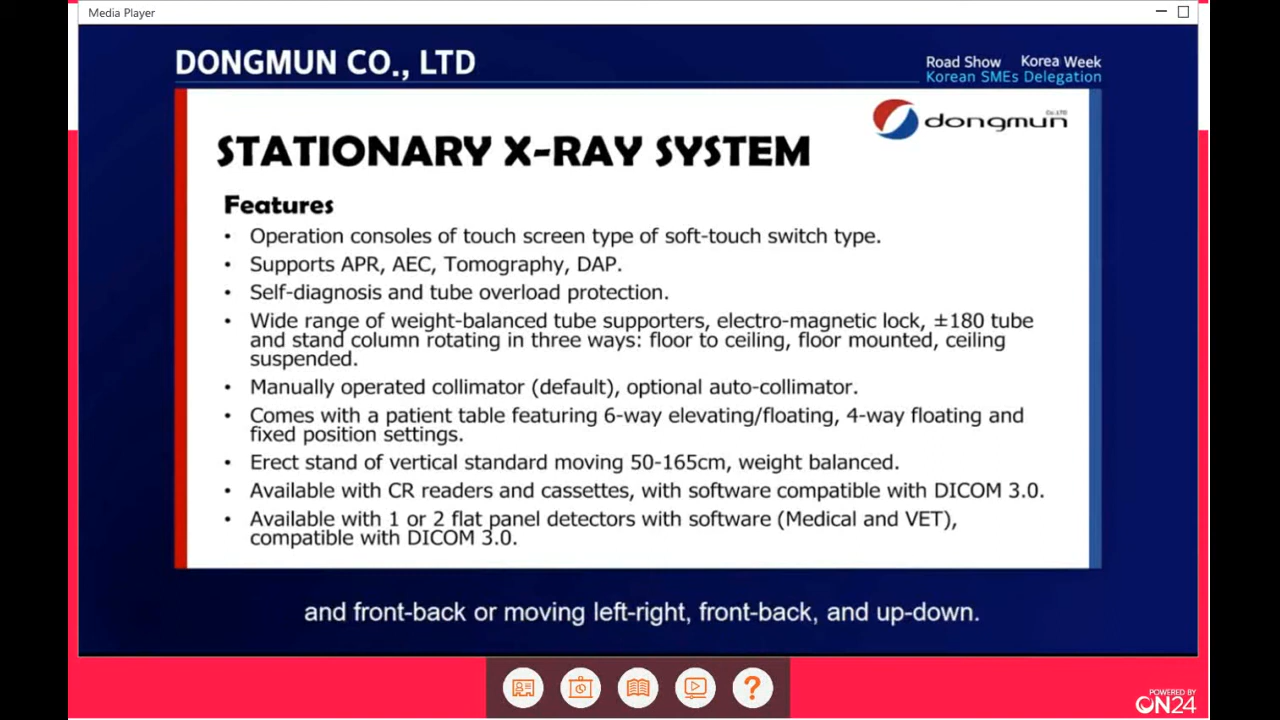 Media Player
DONGMUN CO., LTD
Road Show Korea Week
Korean SMEs Delegation
dongmun Co.,LTD
STATIONARY X-RAY SYSTEM
Features
• Operation consoles of touch screen type of soft-touch switch type.
• Supports APR, AEC, Tomography, DAP.
• Self-diagnosis and tube overload protection.
• Wide range of weight-balanced tube supporters, electro-magnetic lock, ±180 tube
and stand column rotating in three ways: floor to ceiling, floor mounted, ceiling
suspended.
• Manually operated collimator (default), optional auto-collimator.
• Comes with a patient table featuring 6-way elevating/floating, 4-way floating and
fixed position settings.
• Erect stand of vertical standard moving 50-165cm, weight balanced.
• Available with CR readers and cassettes, with software compatible with DICOM 3.0.
• Available with 1 or 2 flat panel detectors with software (Medical and VET),
compatible with DICOM 3.0.
and front-back or moving left-right, front-back, and up-down.
?
POWERED BY
ON24